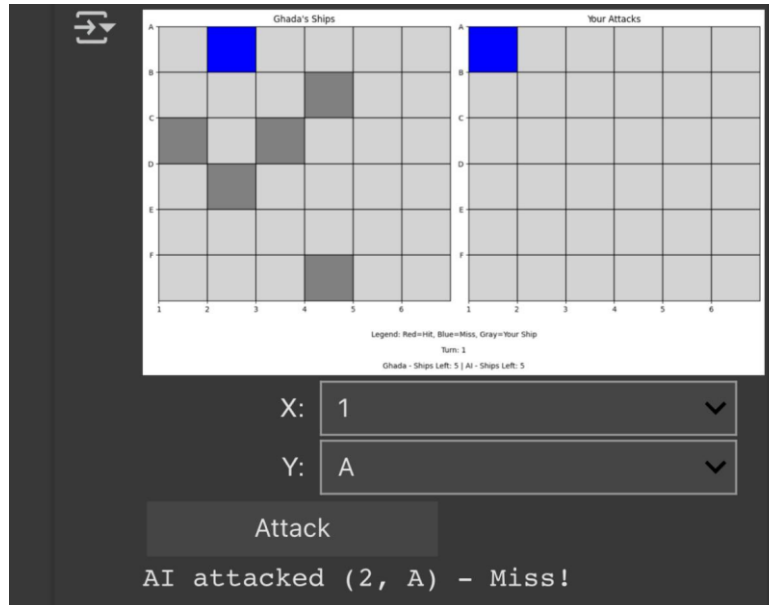 Ghada's Ships
A
B
C
D
E
F
1 2 3 4 5 6
Your Attacks
A
B
C
D
E
F
1 2 3 4 5 6
Legend: Red=Hit, Blue=Miss, Gray=Your Ship
Turn: 1
Ghada - Ships Left: 5 | AI - Ships Left: 5
X: 1
Y: A
Attack
AI attacked (2, A) - Miss!